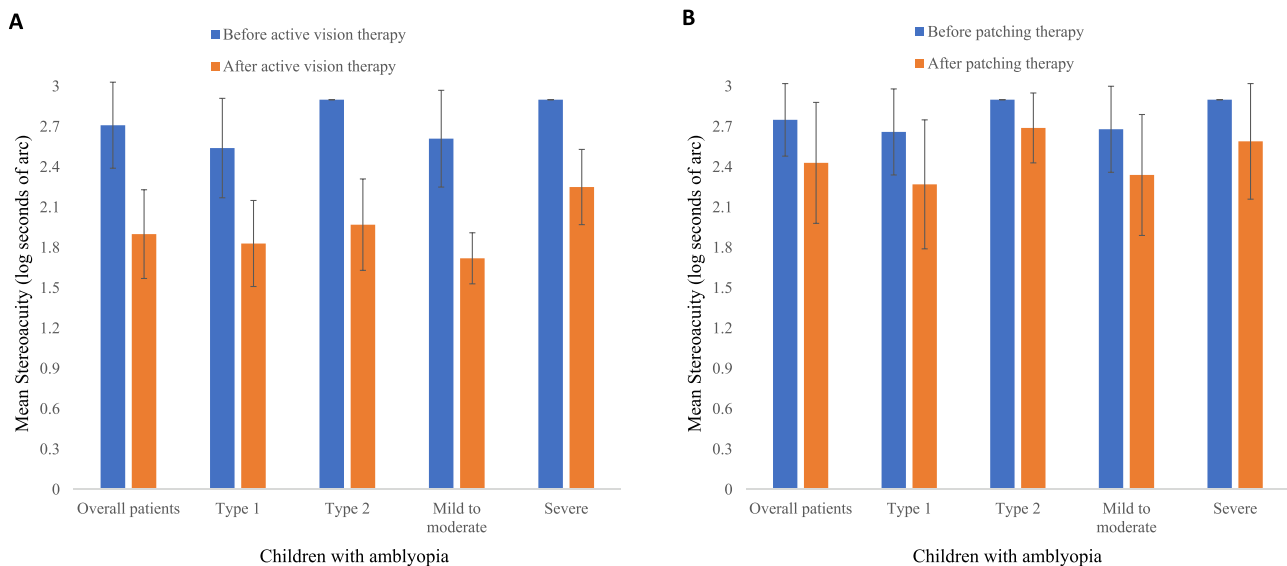 A
Before active vision therapy
After active vision therapy
Mean Stereoacuity (log seconds of arc)
3
2.7
2.4
2.1
1.8
1.5
1.2
0.9
0.6
0.3
0
Overall patients
Type 1
Type 2
Mild to
moderate
Severe
Children with amblyopia
B
Before patching therapy
After patching therapy
Mean Stereoacuity (log seconds of arc)
3
2.7
2.4
2.1
1.8
1.5
1.2
0.9
0.6
0.3
0
Overall patients
Type 1
Type 2
Mild to
moderate
Severe
Children with amblyopia